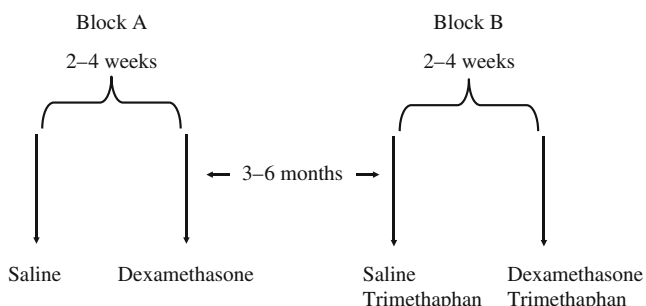 Block A
2–4 weeks
Block B
2–4 weeks
3–6 months
Saline
Dexamethasone
Saline
Trimethaphan
Dexamethasone
Trimethaphan